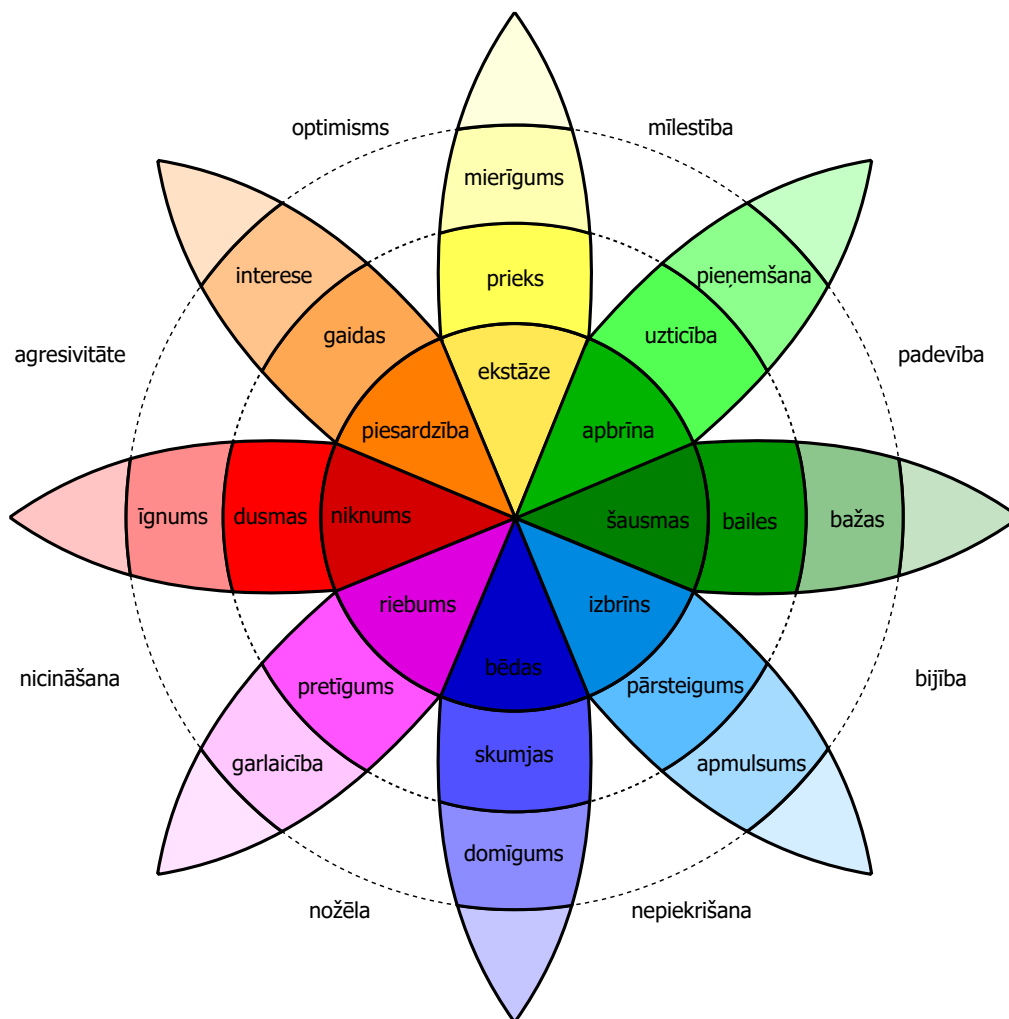 optimisms
mīlestība
mierīgums
interese
pieņemšana
prieks
gaidas
uzticība
agresivitāte
padevība
ekstāze
piesardzība
apbrīna
īgnums
dusmas
niknums
šausmas
bailes
bažas
riebums
izbrīns
bēdas
nicināšana
pretīgums
pārsteigums
bijība
skumjas
garlaicība
apmulsums
domīgums
nožēla
nepiekrišana